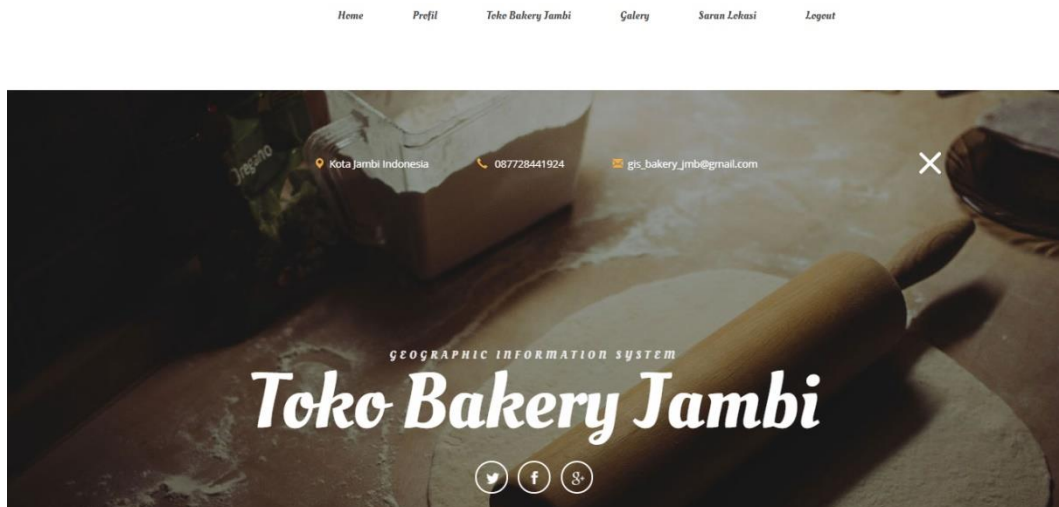 Home Profil Toko Bakery Jambi Galery Saran Lokasi Logout
Kota Jambi Indonesia 087728441924 gis_bakery_jmb@gmail.com
oregano
GEOGRAPHIC INFORMATION SYSTEM
Toko Bakery Jambi
f g+